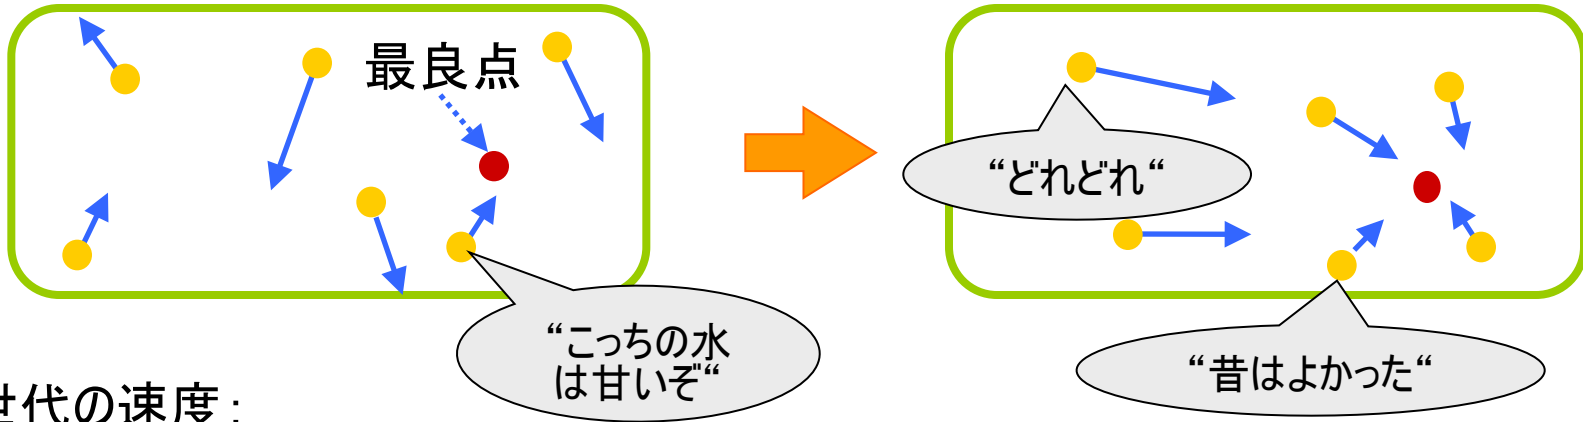 最良点
“どれどれ“
“こっちの水
は甘いぞ“
“昔はよかった“
世代の速度：